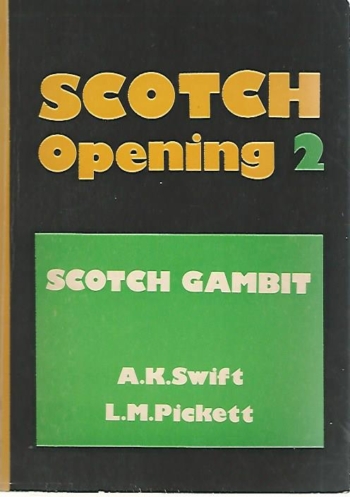 SCOTCH
Opening 2
SCOTCH GAMBIT
A.K.Swift
L.M.Pickett